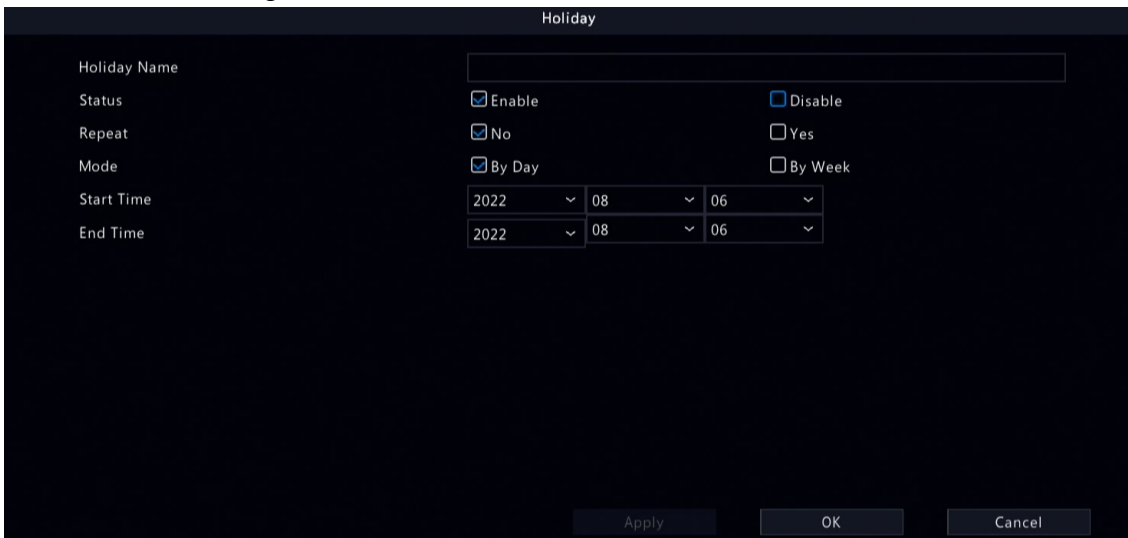 Holiday
Holiday Name
Status Enable Disable
Repeat No Yes
Mode By Day By Week
Start Time 2022 08 06
End Time 2022 08 06
Apply OK Cancel